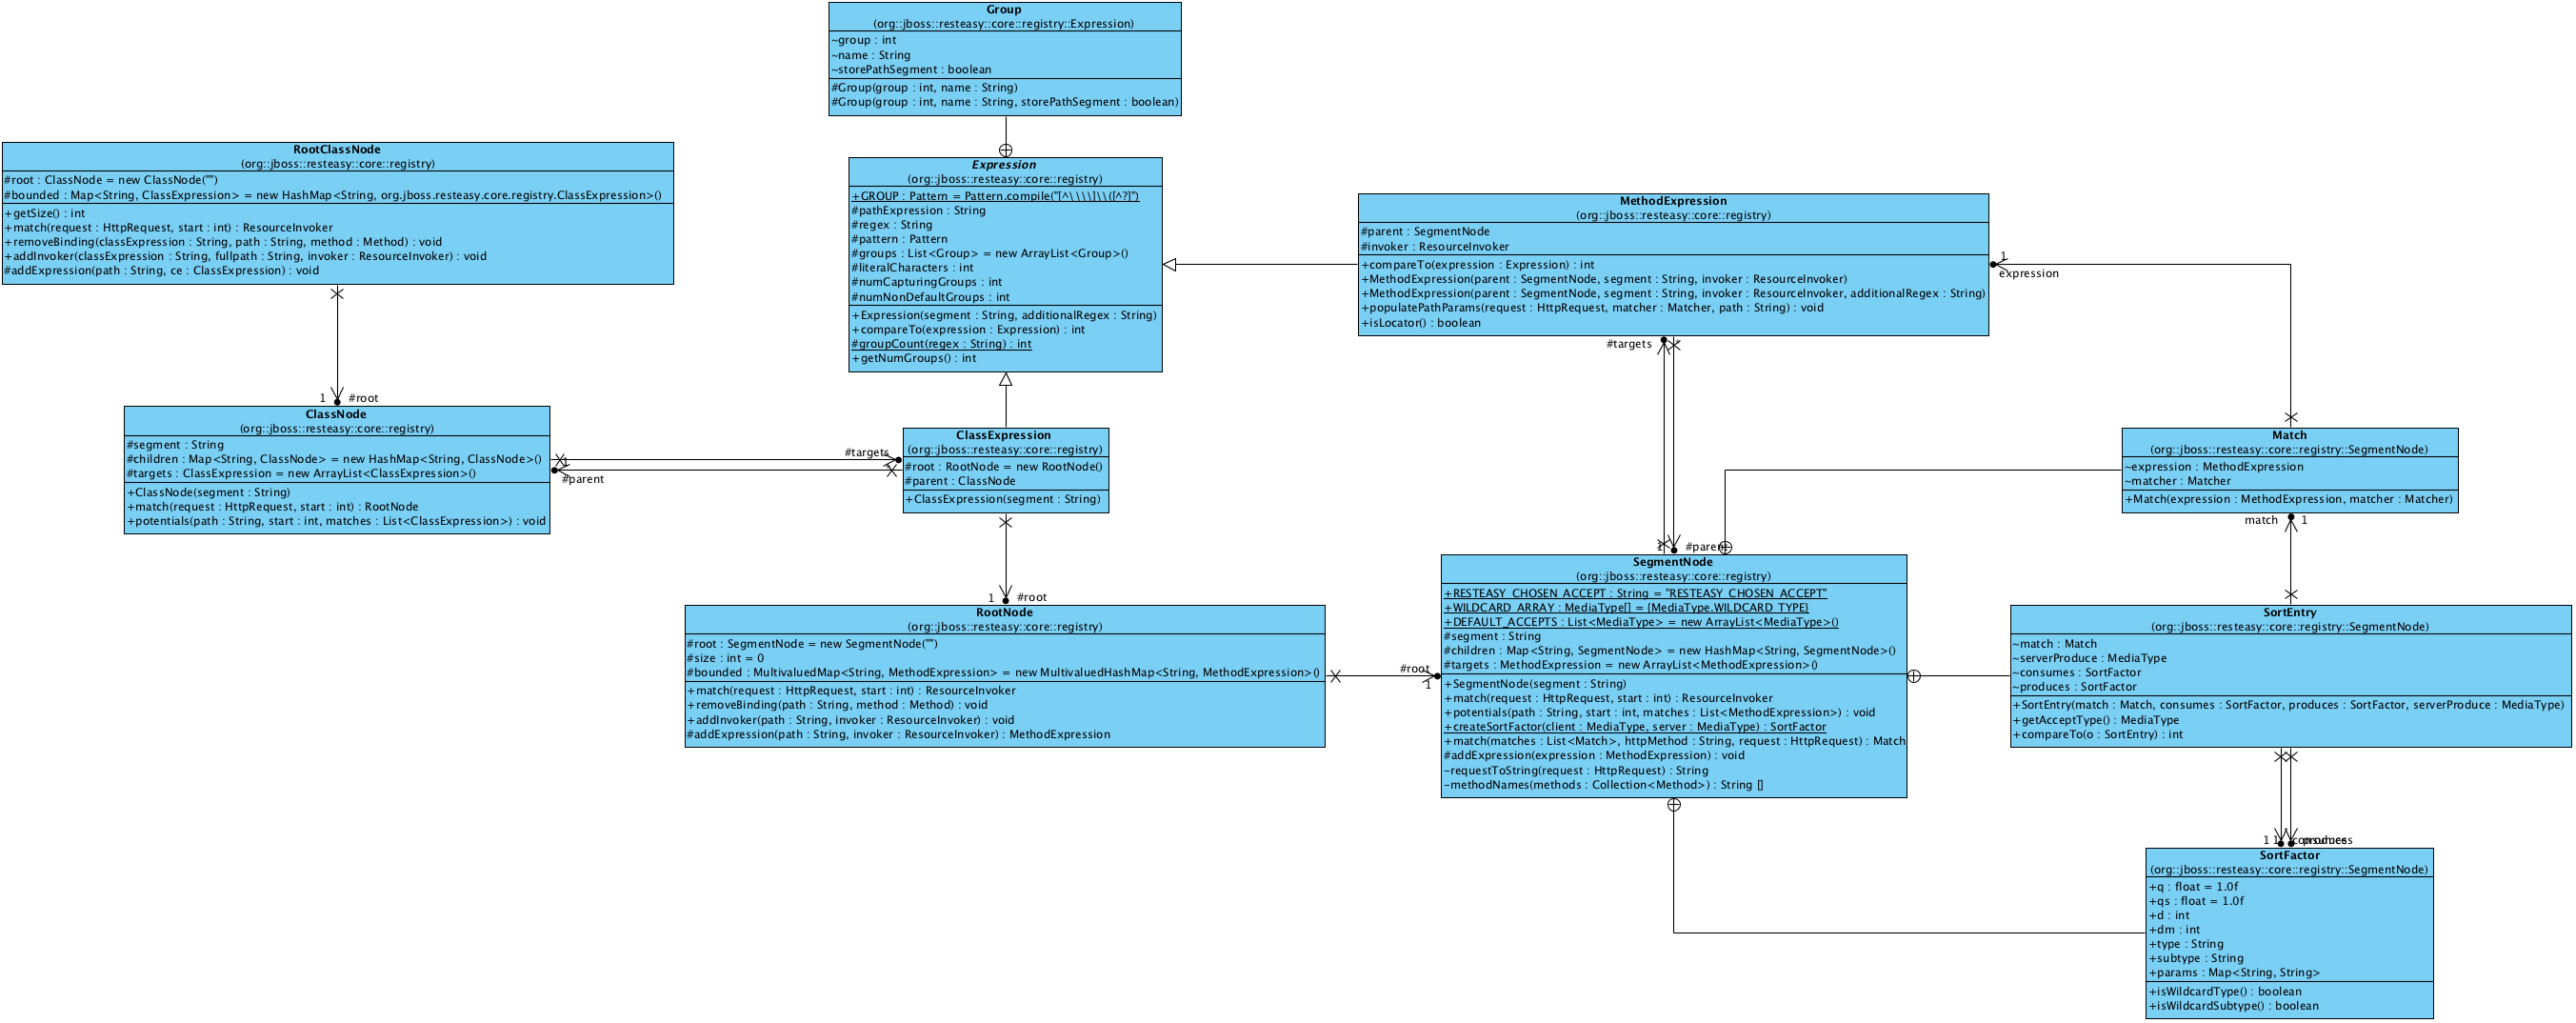 Group
(org::jboss::resteasy::core::registry::Expression)
~group : int
~name : String
~storePathSegment : boolean
#Group(group : int, name : String)
#Group(group : int, name : String, storePathSegment : boolean)
RootClassNode
(org::jboss::resteasy::core::registry)
#root : ClassNode = new ClassNode("")
#bounded : Map<String, ClassExpression> = new HashMap<String, org.jboss.resteasy.core.registry.ClassExpression>()
+getSize() : int
+match(request : HttpRequest, start : int) : ResourceInvoker
+removeBinding(classExpression : String, path : String, method : Method) : void
+addInvoker(classExpression : String, fullpath : String, invoker : ResourceInvoker) : void
#addExpression(path : String, ce : ClassExpression) : void
Expression
(org::jboss::resteasy::core::registry)
+GROUP : Pattern = Pattern.compile("[^\\\\]\\([^?]")
#pathExpression : String
#regex : String
#pattern : Pattern
#groups : List<Group> = new ArrayList<Group>()
#literalCharacters : int
#numCapturingGroups : int
#numNonDefaultGroups : int
+Expression(segment : String, additionalRegex : String)
+compareTo(expression : Expression) : int
#groupCount(regex : String) : int
+getNumGroups() : int
MethodExpression
(org::jboss::resteasy::core::registry)
#parent : SegmentNode
#invoker : ResourceInvoker
+compareTo(expression : Expression) : int
+MethodExpression(parent : SegmentNode, segment : String, invoker : ResourceInvoker)
+MethodExpression(parent : SegmentNode, segment : String, invoker : ResourceInvoker, additionalRegex : String)
+populatePathParams(request : HttpRequest, matcher : Matcher, path : String) : void
+isLocator() : boolean
1
expression
#targets
*
1 #root
ClassNode
(org::jboss::resteasy::core::registry)
#segment : String
#children : Map<String, ClassNode> = new HashMap<String, ClassNode>()
#targets : ClassExpression = new ArrayList<ClassExpression>()
+ClassNode(segment : String)
+match(request : HttpRequest, start : int) : RootNode
+potentials(path : String, start : int, matches : List<ClassExpression>) : void
#targets
1
#parent
ClassExpression
(org::jboss::resteasy::core::registry)
#root : RootNode = new RootNode()
#parent : ClassNode
+ClassExpression(segment : String)
Match
(org::jboss::resteasy::core::registry::SegmentNode)
~expression : MethodExpression
~matcher : Matcher
+Match(expression : MethodExpression, matcher : Matcher)
match 1
1 #parent
1 #root
RootNode
(org::jboss::resteasy::core::registry)
#root : SegmentNode = new SegmentNode("")
#size : int = 0
#bounded : MultivaluedMap<String, MethodExpression> = new MultivaluedHashMap<String, MethodExpression>()
+match(request : HttpRequest, start : int) : ResourceInvoker
+removeBinding(path : String, method : Method) : void
+addInvoker(path : String, invoker : ResourceInvoker) : void
#addExpression(path : String, invoker : ResourceInvoker) : MethodExpression
#root
1
SegmentNode
(org::jboss::resteasy::core::registry)
+RESTEASY_CHOSEN_ACCEPT : String = "RESTEASY_CHOSEN_ACCEPT"
+WILDCARD_ARRAY : MediaType[] = {MediaType.WILDCARD_TYPE}
+DEFAULT_ACCEPTS : List<MediaType> = new ArrayList<MediaType>()
#segment : String
#children : Map<String, SegmentNode> = new HashMap<String, SegmentNode>()
#targets : MethodExpression = new ArrayList<MethodExpression>()
+SegmentNode(segment : String)
+match(request : HttpRequest, start : int) : ResourceInvoker
+potentials(path : String, start : int, matches : List<MethodExpression>) : void
+createSortFactor(client : MediaType, server : MediaType) : SortFactor
+match(matches : List<Match>, httpMethod : String, request : HttpRequest) : Match
#addExpression(expression : MethodExpression) : void
-requestToString(request : HttpRequest) : String
-methodNames(methods : Collection<Method>) : String []
SortEntry
(org::jboss::resteasy::core::registry::SegmentNode)
~match : Match
~serverProduce : MediaType
~consumes : SortFactor
~produces : SortFactor
+SortEntry(match : Match, consumes : SortFactor, produces : SortFactor, serverProduce : MediaType)
+getAcceptType() : MediaType
+compareTo(o : SortEntry) : int
1 1 consumes produces
SortFactor
(org::jboss::resteasy::core::registry::SegmentNode)
+q : float = 1.0f
+qs : float = 1.0f
+d : int
+dm : int
+type : String
+subtype : String
+params : Map<String, String>
+isWildcardType() : boolean
+isWildcardSubtype() : boolean